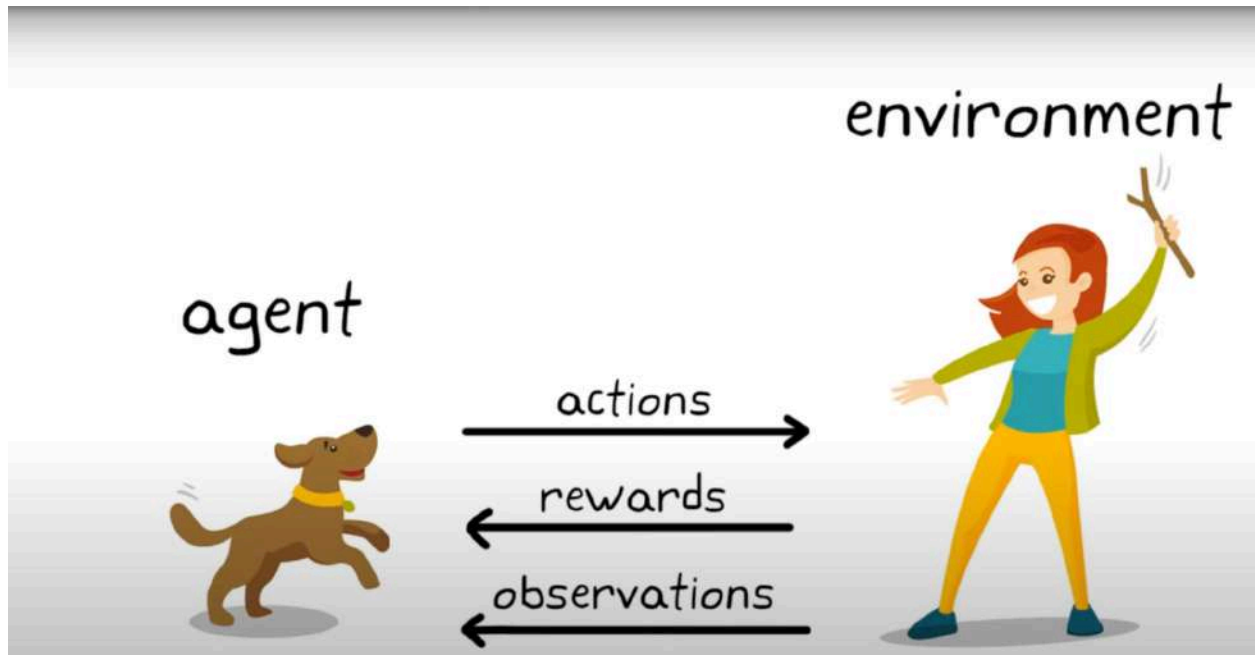 environment
agent
actions
rewards
observations